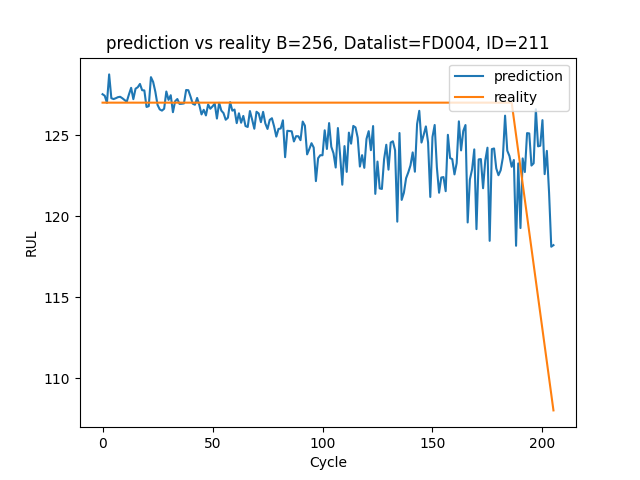 prediction vs reality B=256, Datalist=FD004, ID=211
prediction
reality
125
120
115
110
RUL
0
50
100
150
200
Cycle